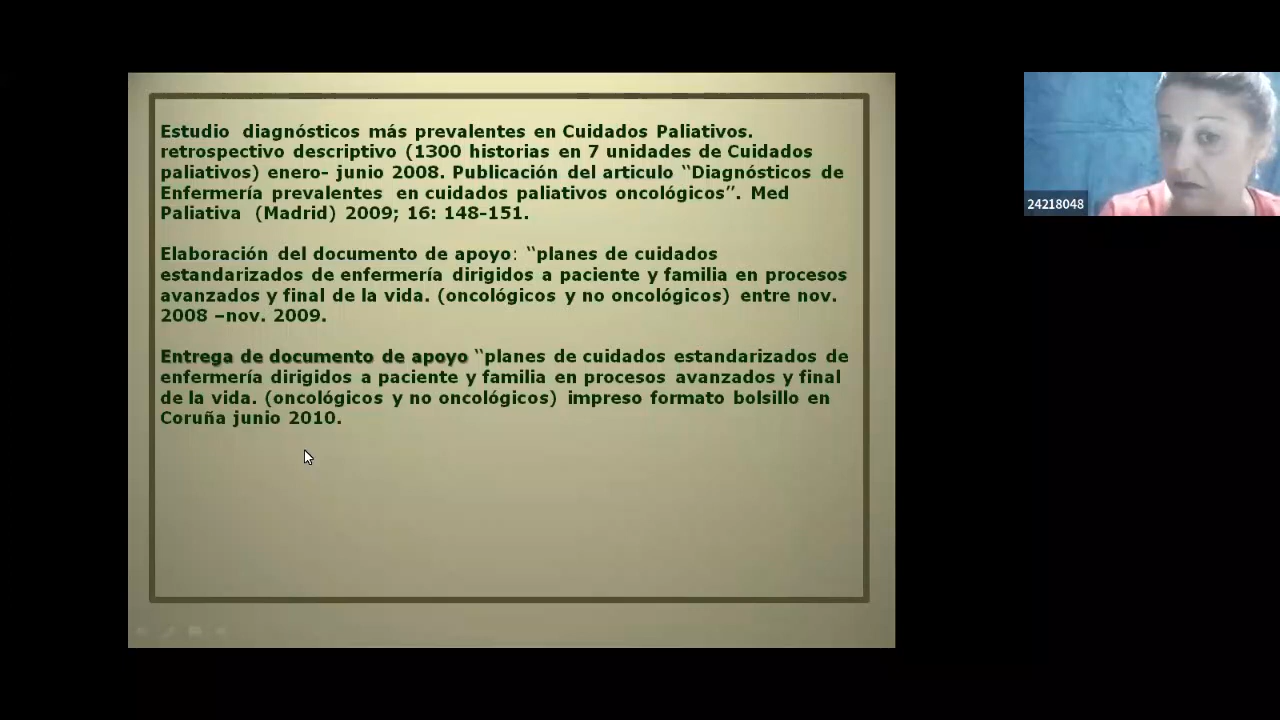 Estudio diagnósticos más prevalentes en Cuidados Paliativos.
retrospectivo descriptivo (1300 historias en 7 unidades de Cuidados
paliativos) enero- junio 2008. Publicación del articulo “Diagnósticos de
Enfermería prevalentes en cuidados paliativos oncológicos”. Med
Paliativa (Madrid) 2009; 16: 148-151.
Elaboración del documento de apoyo: “planes de cuidados
estandarizados de enfermería dirigidos a paciente y familia en procesos
avanzados y final de la vida. (oncológicos y no oncológicos) entre nov.
2008 –nov. 2009.
Entrega de documento de apoyo “planes de cuidados estandarizados de
enfermería dirigidos a paciente y familia en procesos avanzados y final
de la vida. (oncológicos y no oncológicos) impreso formato bolsillo en
Coruña junio 2010.
24218048